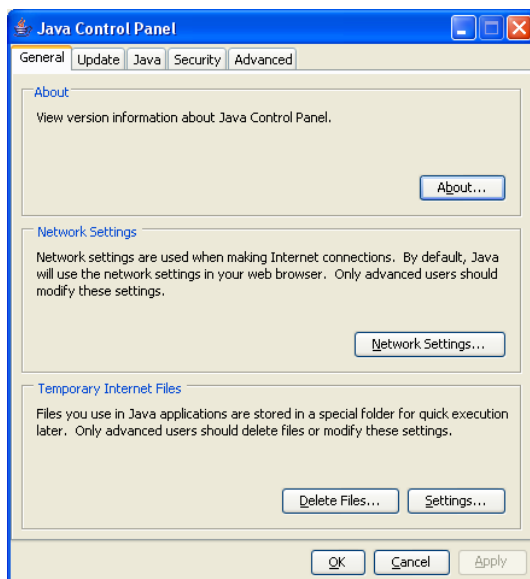 Java Control Panel
General Update Java Security Advanced
About
View version information about Java Control Panel.
About...
Network Settings
Network settings are used when making Internet connections. By default, Java
will use the network settings in your web browser. Only advanced users should
modify these settings.
Network Settings...
Temporary Internet Files
Files you use in Java applications are stored in a special folder for quick execution
later. Only advanced users should delete files or modify these settings.
Delete Files... Settings...
OK Cancel Apply